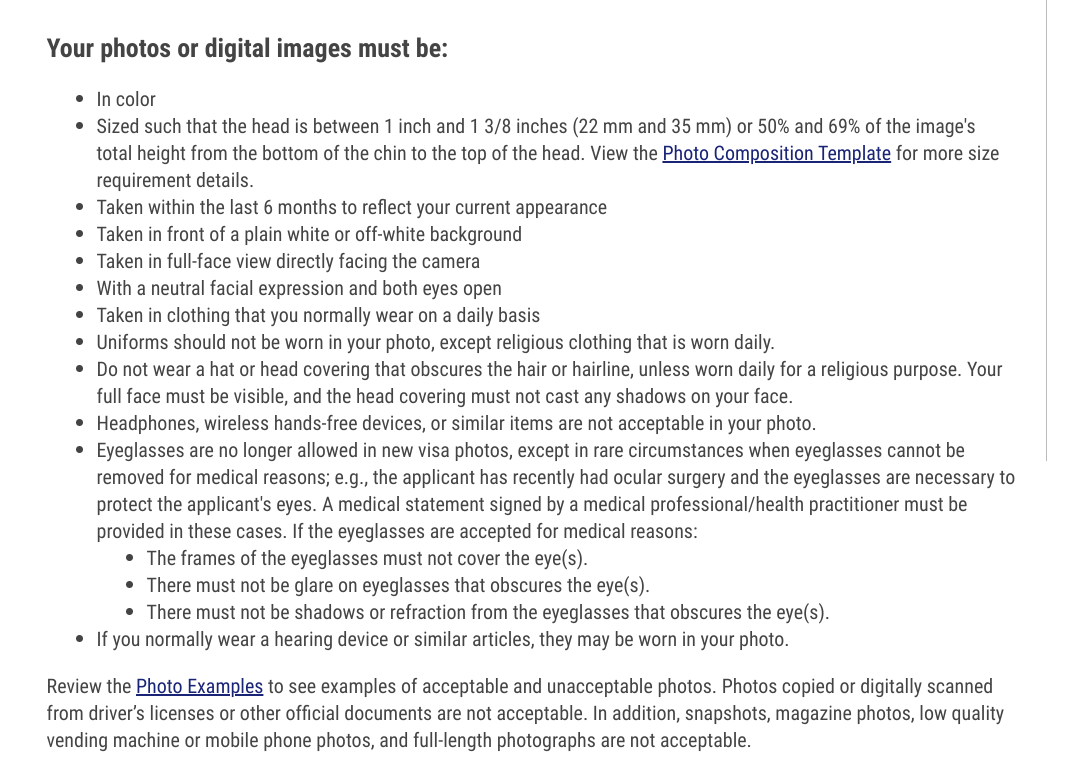 Your photos or digital images must be:
In color
Sized such that the head is between 1 inch and 1 3/8 inches (22 mm and 35 mm) or 50% and 69% of the image's
total height from the bottom of the chin to the top of the head. View the Photo Composition Template for more size
requirement details.
Taken within the last 6 months to reflect your current appearance
Taken in front of a plain white or off-white background
Taken in full-face view directly facing the camera
With a neutral facial expression and both eyes open
Taken in clothing that you normally wear on a daily basis
Uniforms should not be worn in your photo, except religious clothing that is worn daily.
Do not wear a hat or head covering that obscures the hair or hairline, unless worn daily for a religious purpose. Your
full face must be visible, and the head covering must not cast any shadows on your face.
Headphones, wireless hands-free devices, or similar items are not acceptable in your photo.
Eyeglasses are no longer allowed in new visa photos, except in rare circumstances when eyeglasses cannot be
removed for medical reasons; e.g., the applicant has recently had ocular surgery and the eyeglasses are necessary to
protect the applicant's eyes. A medical statement signed by a medical professional/health practitioner must be
provided in these cases. If the eyeglasses are accepted for medical reasons:
The frames of the eyeglasses must not cover the eye(s).
There must not be glare on eyeglasses that obscures the eye(s).
There must not be shadows or refraction from the eyeglasses that obscures the eye(s).
If you normally wear a hearing device or similar articles, they may be worn in your photo.
Review the Photo Examples to see examples of acceptable and unacceptable photos. Photos copied or digitally scanned
from driver’s licenses or other official documents are not acceptable. In addition, snapshots, magazine photos, low quality
vending machine or mobile phone photos, and full-length photographs are not acceptable.